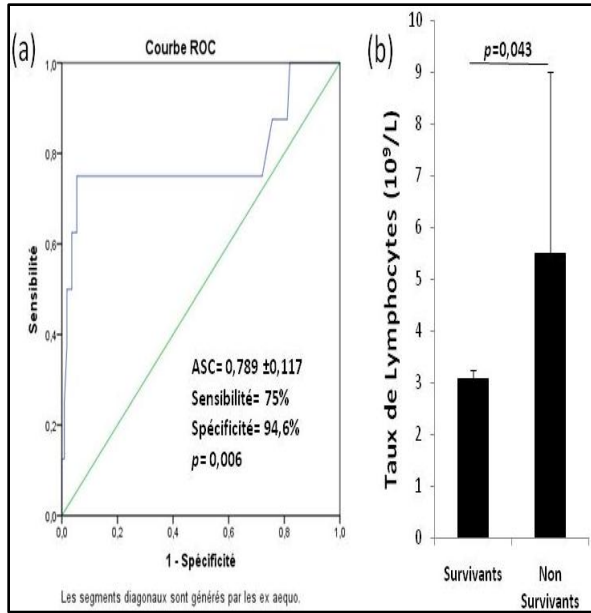 (a)
Courbe ROC
Sensibilité
1,0
0,8
0,6
0,4
0,2
0,0
ASC= 0,789 ±0,117
Sensibilité= 75%
Spécificité= 94,6%
p= 0,006
0,0 0,2 0,4 0,6 0,8 1,0
1 - Spécificité
Les segments diagonaux sont générés par les ex aequo.
(b)
p=0,043
Taux de Lymphocytes (10⁹/L)
10
9
8
7
6
5
4
3
2
1
0
Survivants
Non
Survivants